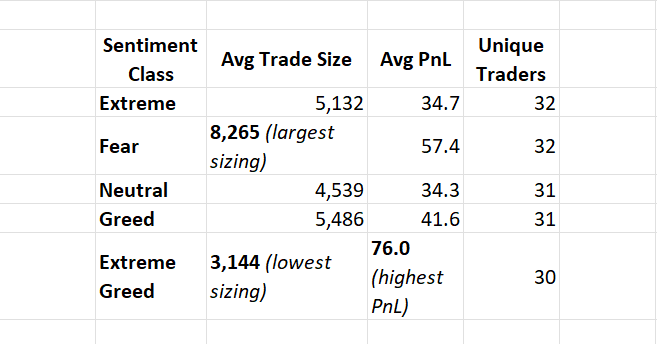 Sentiment Class Avg Trade Size Avg PnL Unique Traders
Extreme 5,132 34.7 32
Fear 8,265 (largest sizing) 57.4 32
Neutral 4,539 34.3 31
Greed 5,486 41.6 31
Extreme Greed 3,144 (lowest sizing) 76.0 (highest PnL) 30